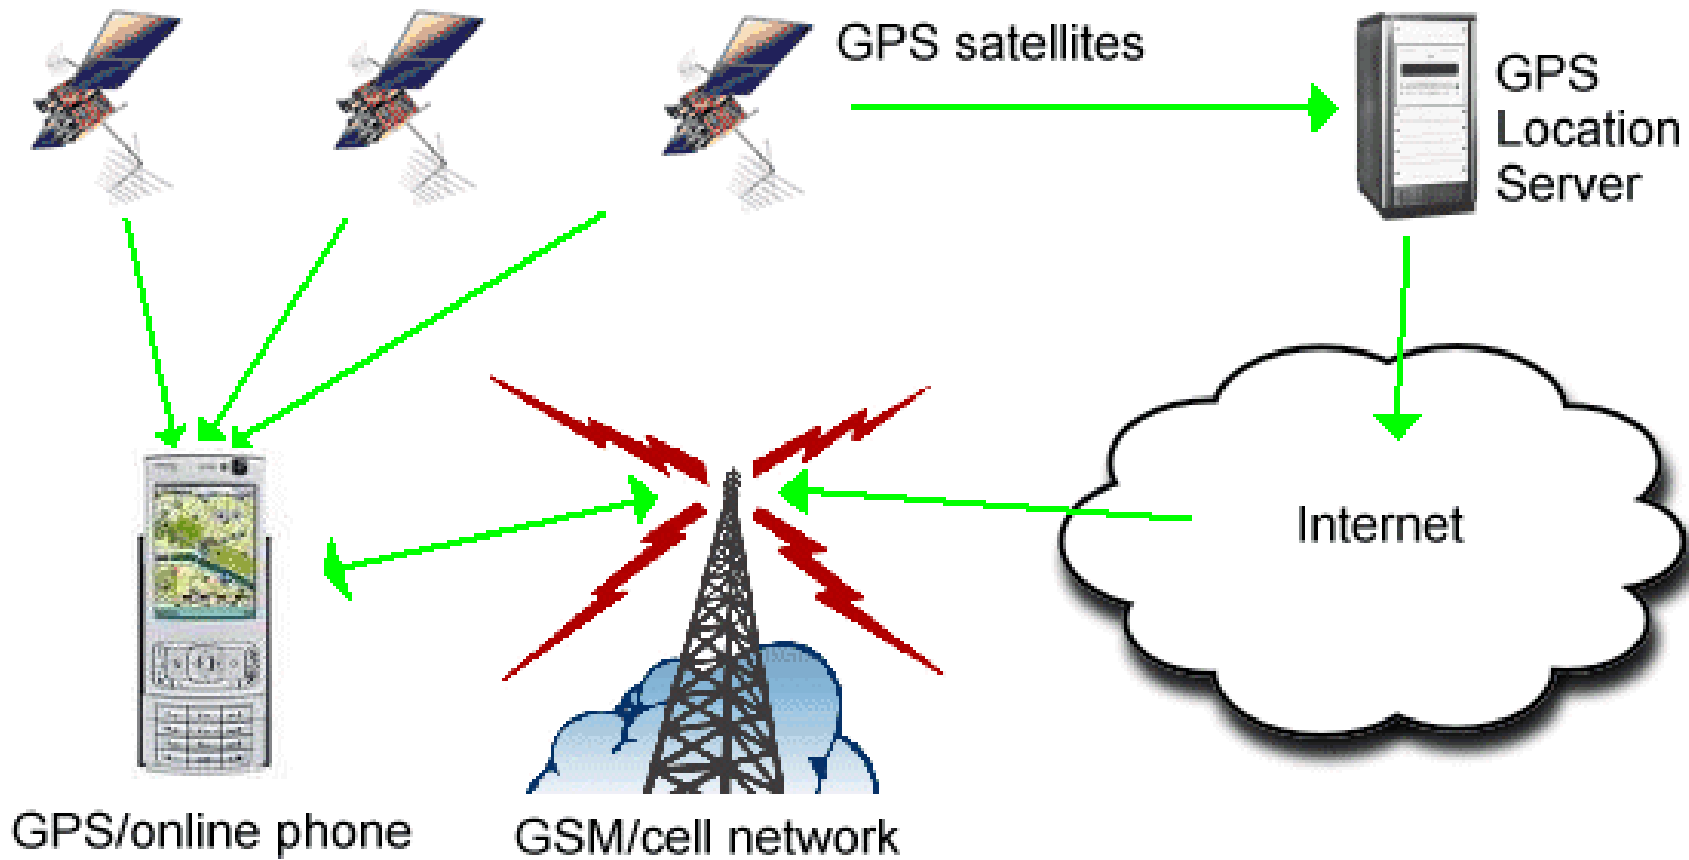 GPS satellites
GPS
Location
Server
Internet
GPS/online phone
GSM/cell network